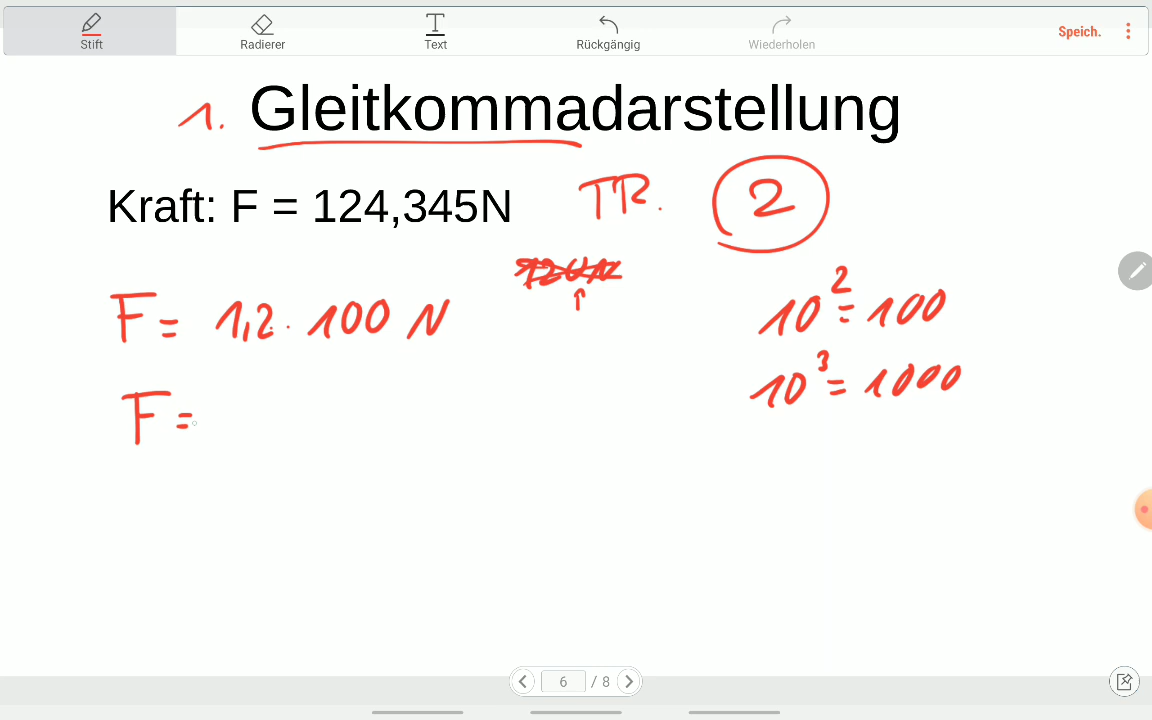 Stift Radierer Text Rückgängig Wiederholen Speich.
1. Gleitkommadarstellung
Kraft: F = 124,345N TR. 2
F = 1,2 · 100 N 10² = 100
10³ = 1000
F =
6 / 8